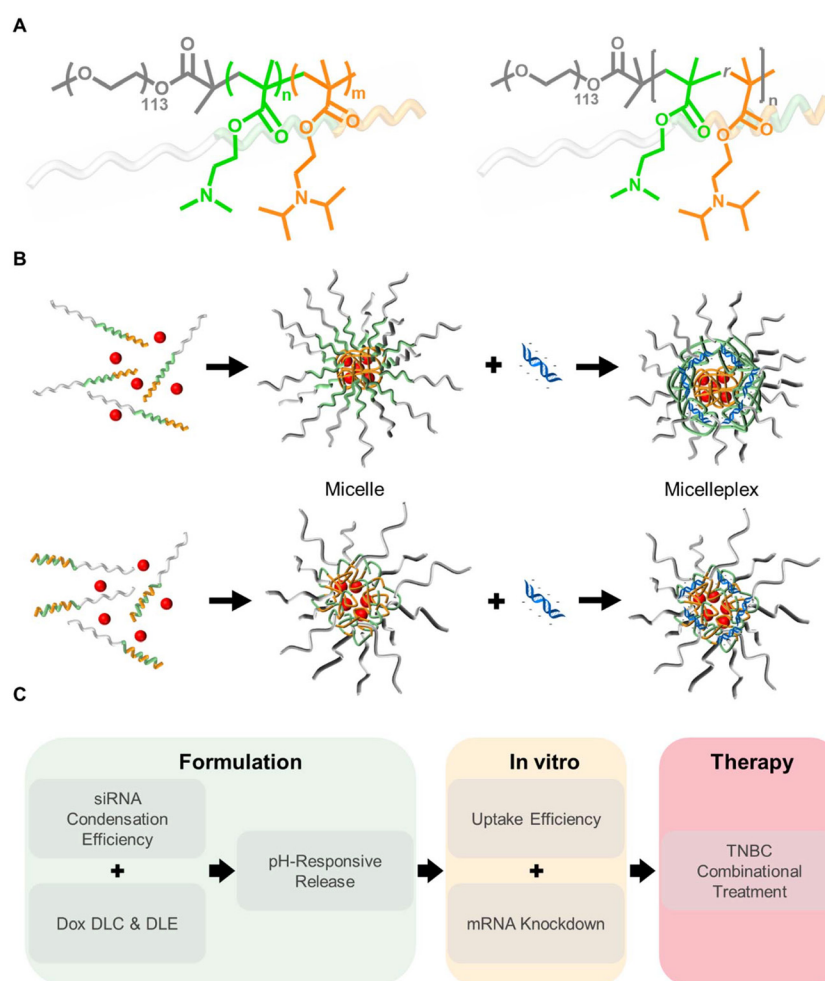 A
O
O
O
113
n
m
O
O
O
O
N
N
O
O
O
113
r
n
O
O
O
O
N
N
B
+
Micelle
Micelleplex
+
C
Formulation
In vitro
Therapy
siRNA
Condensation
Efficiency
+
Dox DLC & DLE
pH-Responsive
Release
Uptake Efficiency
+
mRNA Knockdown
TNBC
Combinational
Treatment